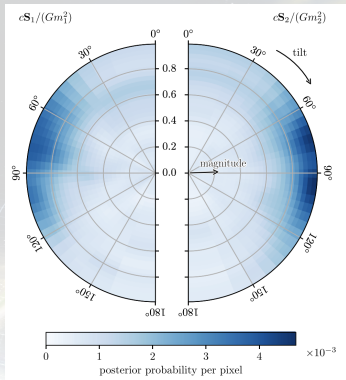 cS₁/(Gm₁²) cS₂/(Gm₂²)
0° 0°
30° 30° tilt
60° 60°
0.8
0.6
0.4
0.2
magnitude
90° 0.0 90°
120° 120°
150° 150°
180° 180°
0 1 2 3 4 ×10⁻³
posterior probability per pixel